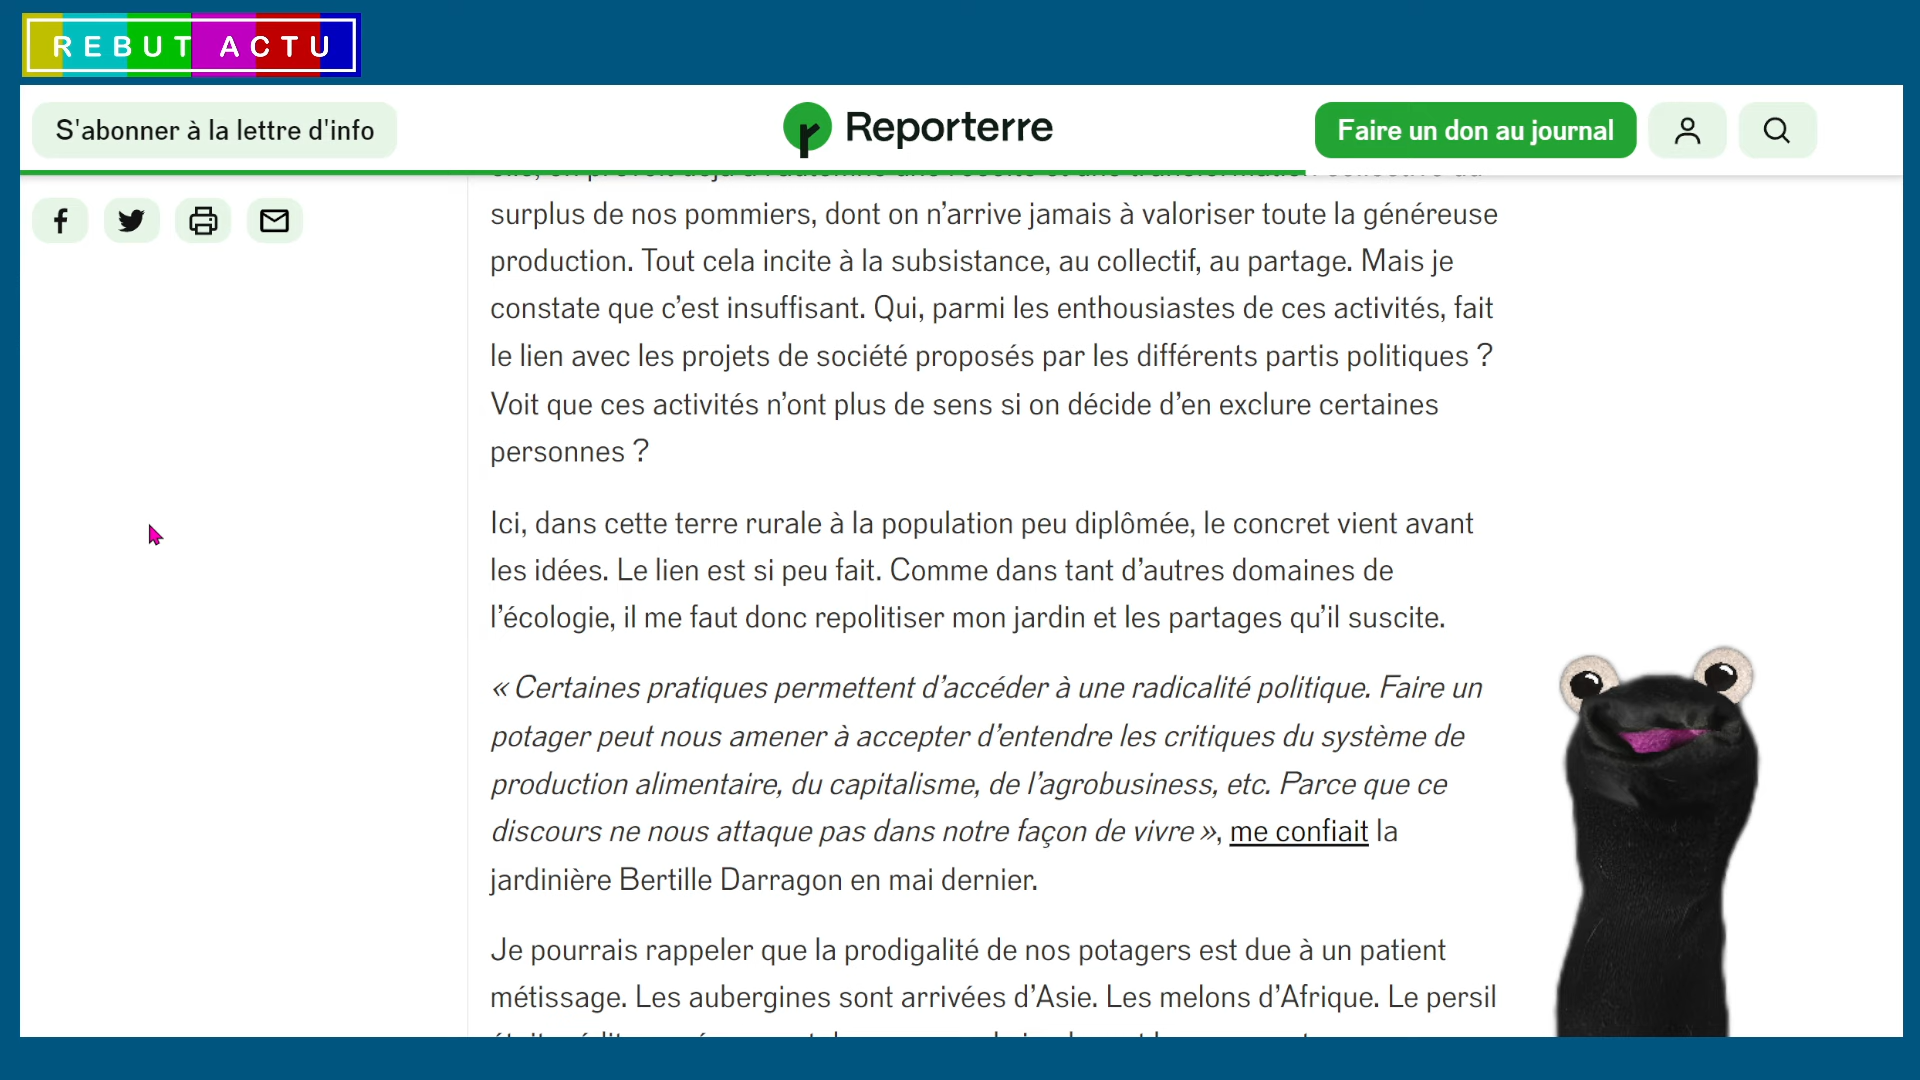 REBUT ACTU
S'abonner à la lettre d'info
Reporterre
Faire un don au journal
surplus de nos pommiers, dont on n’arrive jamais à valoriser toute la généreuse
production. Tout cela incite à la subsistance, au collectif, au partage. Mais je
constate que c’est insuffisant. Qui, parmi les enthousiastes de ces activités, fait
le lien avec les projets de société proposés par les différents partis politiques ?
Voit que ces activités n’ont plus de sens si on décide d’en exclure certaines
personnes ?
Ici, dans cette terre rurale à la population peu diplômée, le concret vient avant
les idées. Le lien est si peu fait. Comme dans tant d’autres domaines de
l’écologie, il me faut donc repolitiser mon jardin et les partages qu’il suscite.
« Certaines pratiques permettent d’accéder à une radicalité politique. Faire un
potager peut nous amener à accepter d’entendre les critiques du système de
production alimentaire, du capitalisme, de l’agrobusiness, etc. Parce que ce
discours ne nous attaque pas dans notre façon de vivre », me confiait la
jardinière Bertille Darragon en mai dernier.
Je pourrais rappeler que la prodigalité de nos potagers est due à un patient
métissage. Les aubergines sont arrivées d’Asie. Les melons d’Afrique. Le persil